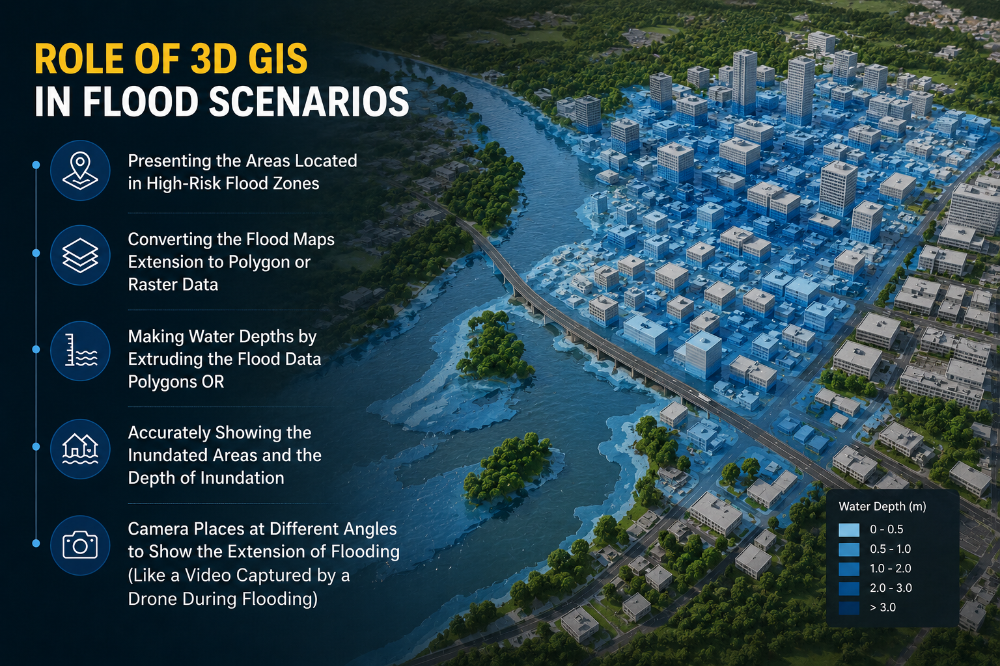 ROLE OF 3D GIS
IN FLOOD SCENARIOS
Presenting the Areas Located
in High-Risk Flood Zones
Converting the Flood Maps
Extension to Polygon or
Raster Data
Making Water Depths by
Extruding the Flood Data
Polygons OR
Accurately Showing the
Inundated Areas and the
Depth of Inundation
Camera Places at Different Angles
to Show the Extension of Flooding
(Like a Video Captured by a
Drone During Flooding)
Water Depth (m)
0 - 0.5
0.5 - 1.0
1.0 - 2.0
2.0 - 3.0
> 3.0